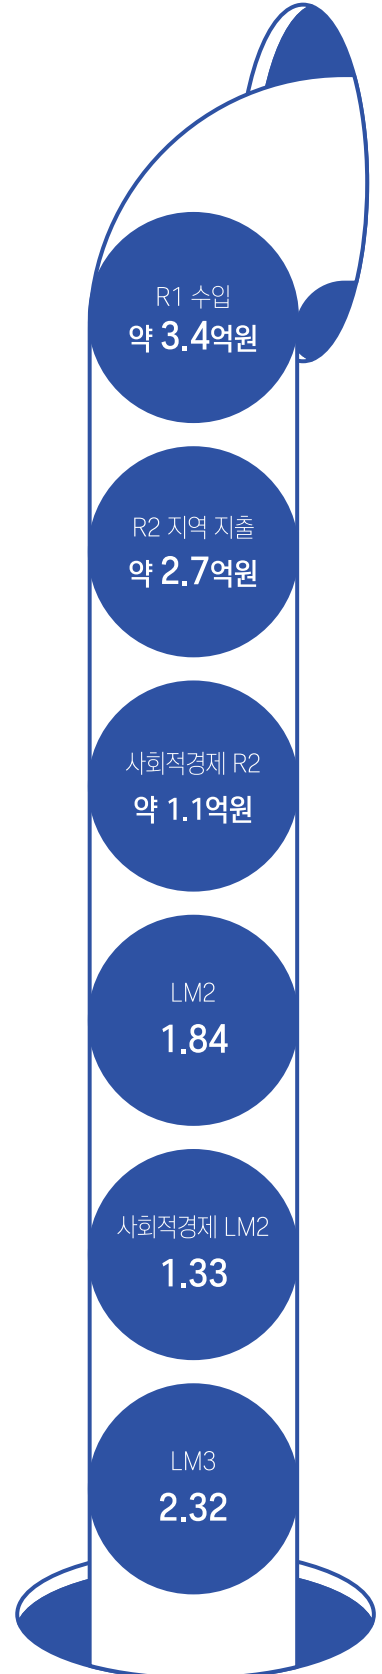 R1 수입
약 3.4억원
R2 지역 지출
약 2.7억원
사회적경제 R2
약 1.1억원
LM2
1.84
사회적경제 LM2
1.33
LM3
2.32